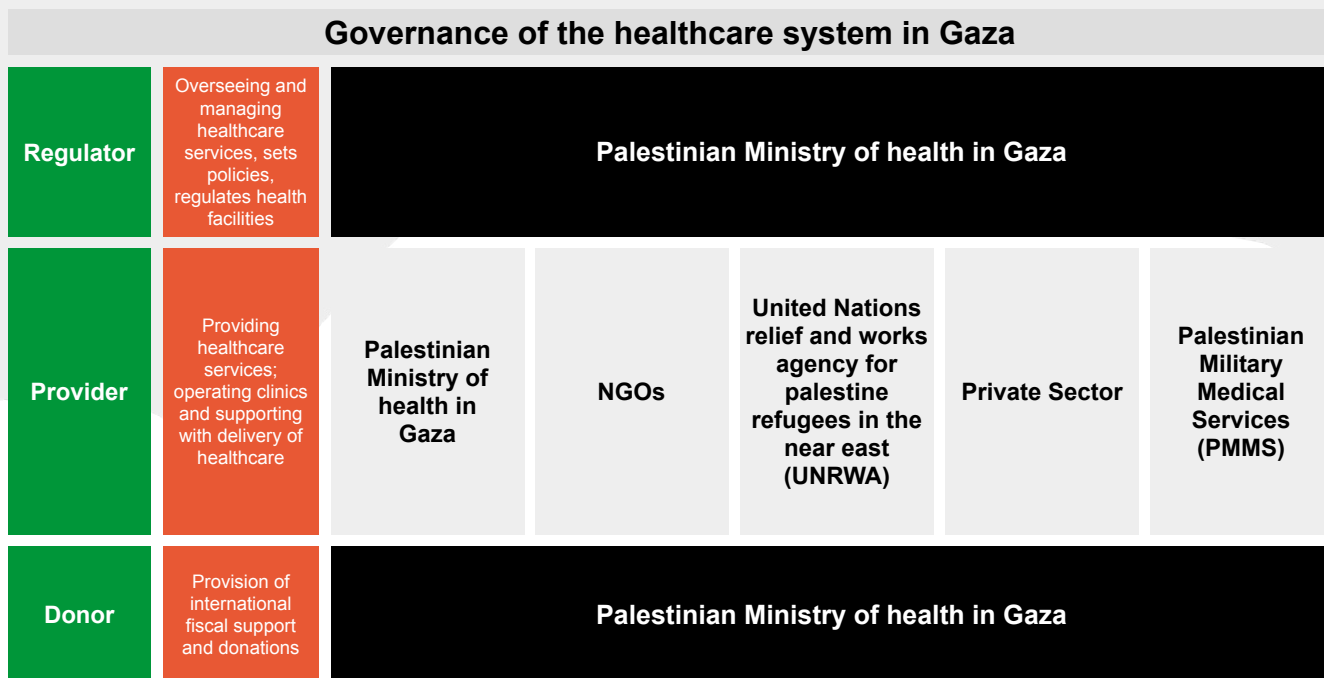 Governance of the healthcare system in Gaza
Regulator
Overseeing and
managing
healthcare
services, sets
policies,
regulates health
facilities
Palestinian Ministry of health in Gaza
Provider
Providing
healthcare
services;
operating clinics
and supporting
with delivery of
healthcare
Palestinian
Ministry of
health in
Gaza
NGOs
United Nations
relief and works
agency for
palestine
refugees in the
near east
(UNRWA)
Private Sector
Palestinian
Military
Medical
Services
(PMMS)
Donor
Provision of
international
fiscal support
and donations
Palestinian Ministry of health in Gaza